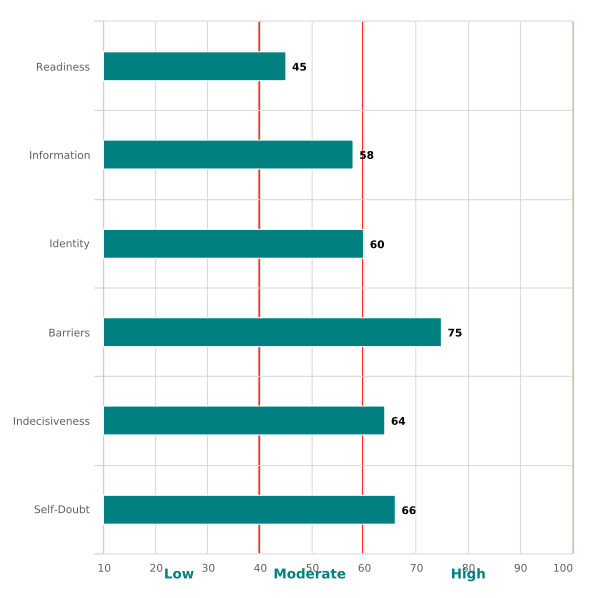 Readiness 45
Information 58
Identity 60
Barriers 75
Indecisiveness 64
Self-Doubt 66
10 20 30 40 50 60 70 80 90 100
Low Moderate High